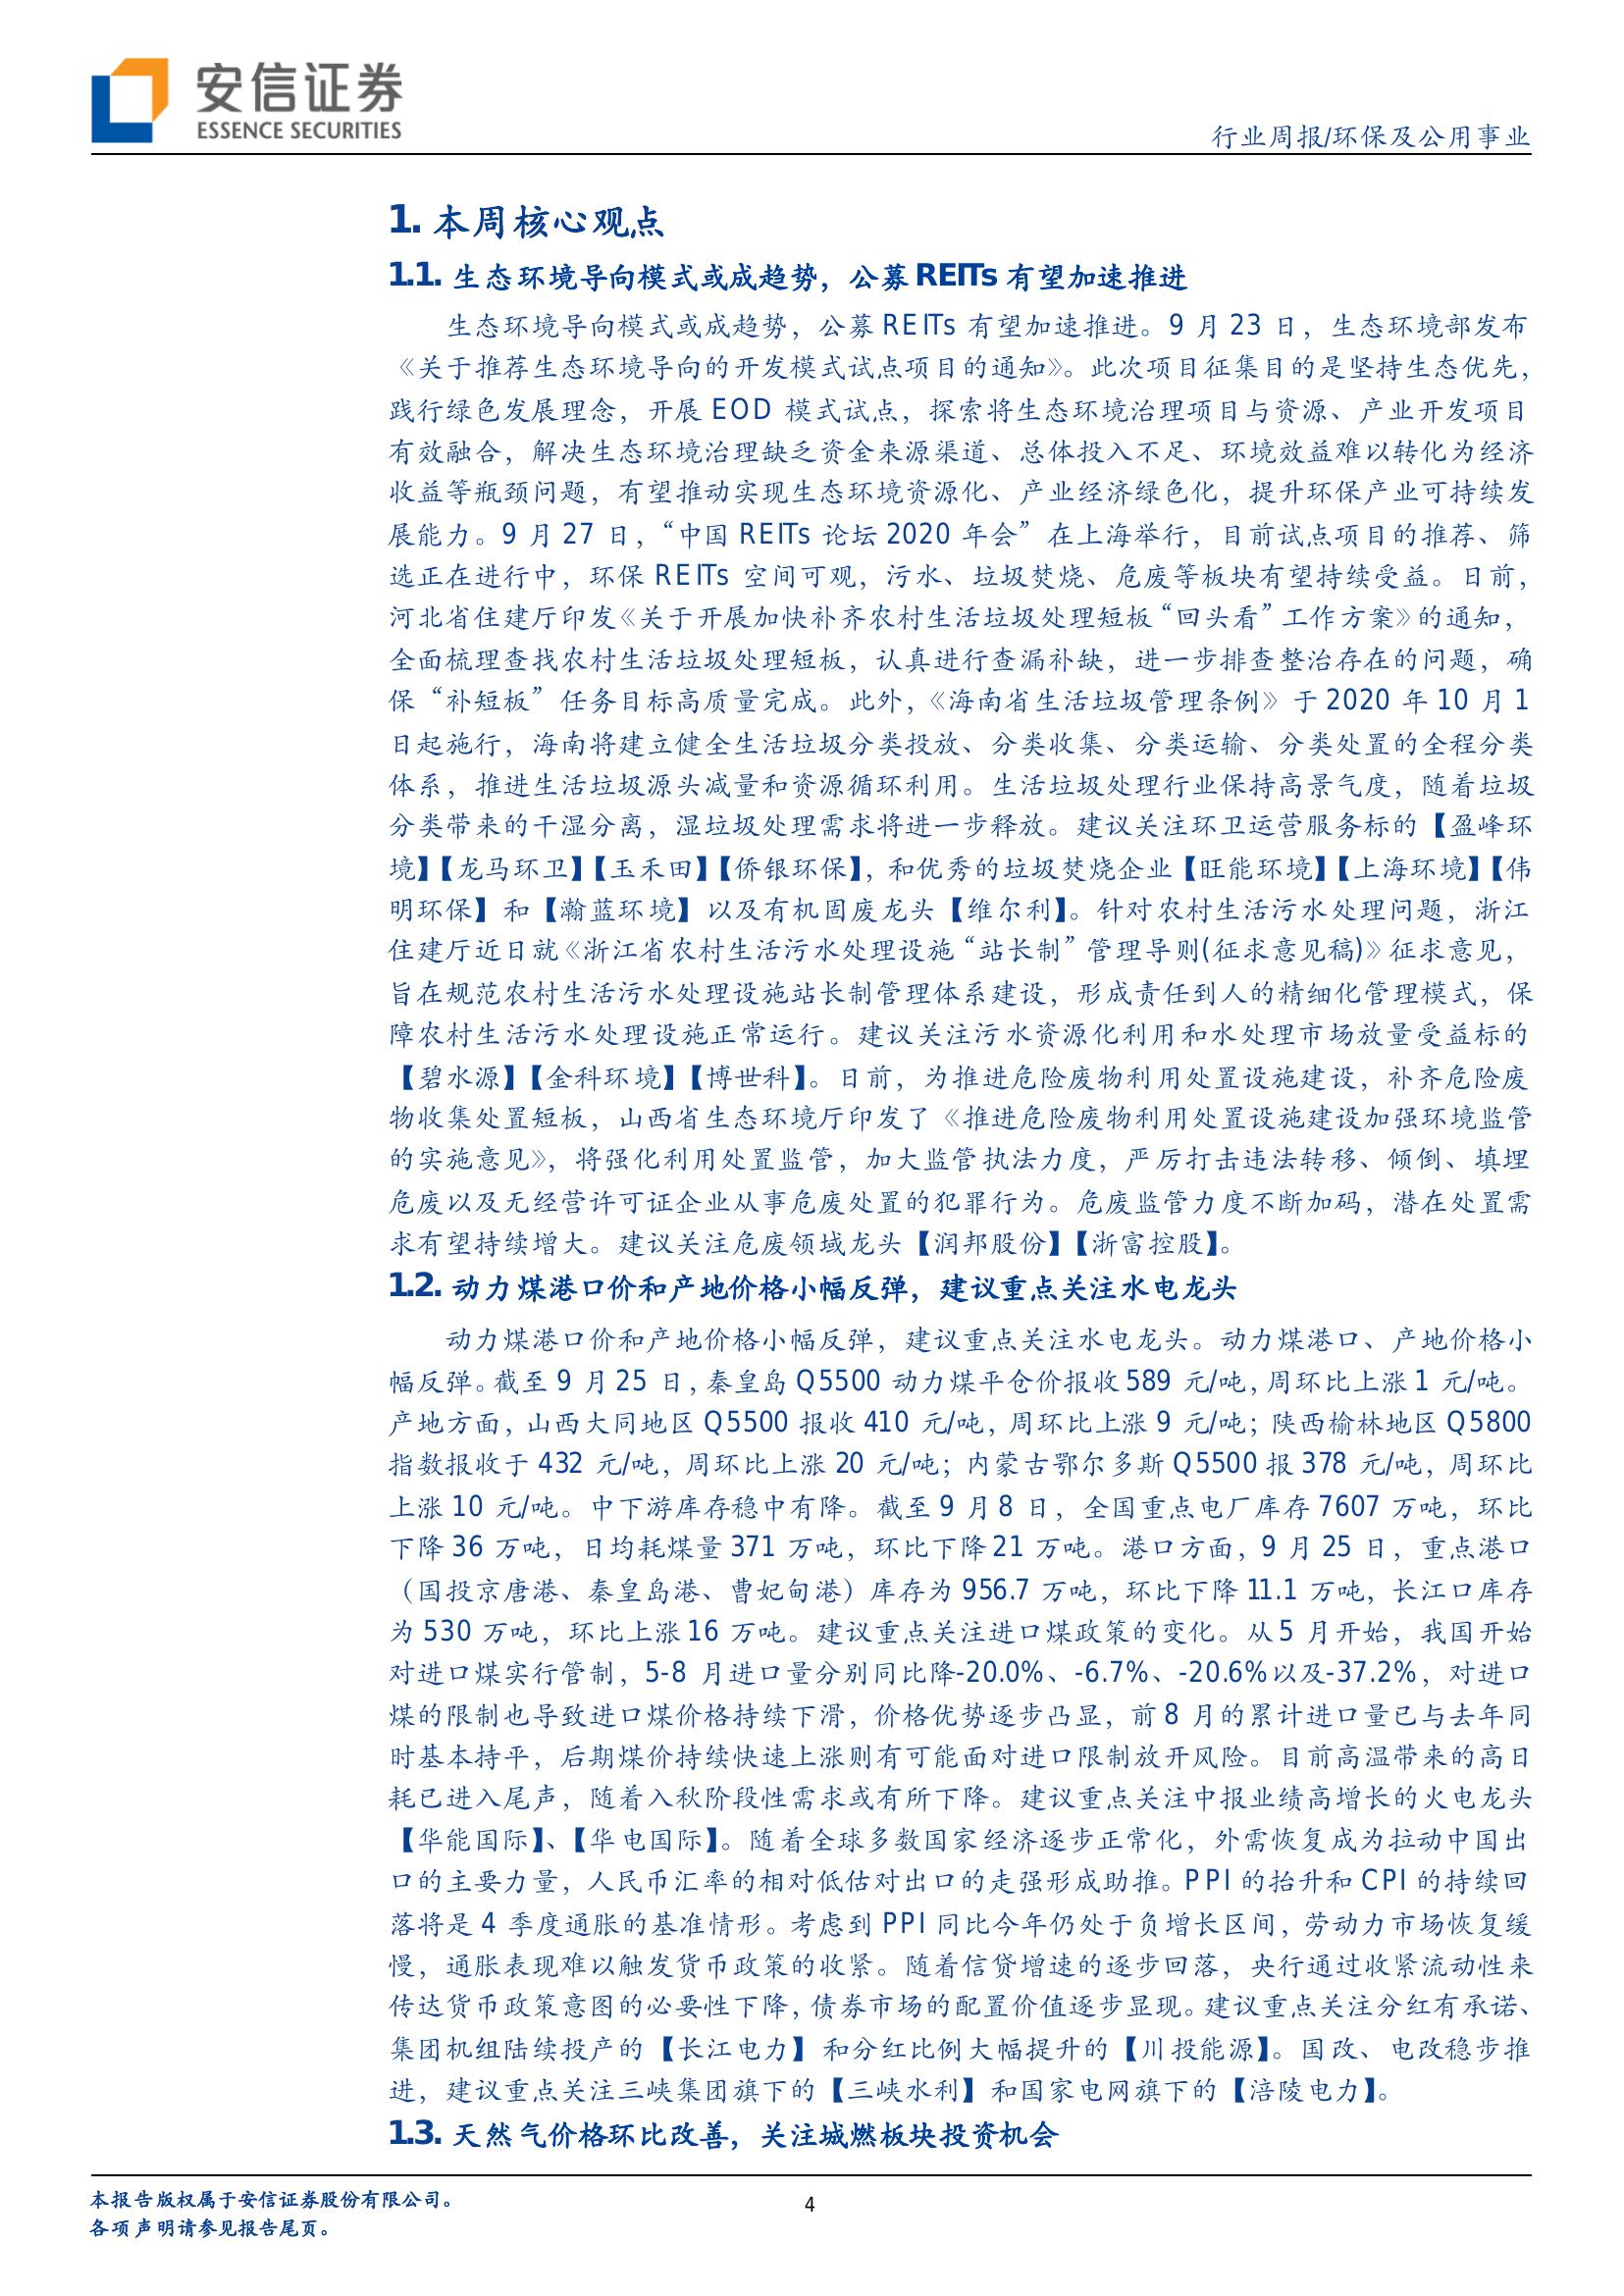 安信证券
ESSENCE SECURITIES
行业周报/环保及公用事业
1. 本周核心观点
1.1. 生态环境导向模式或成趋势，公募 REITs 有望加速推进
生态环境导向模式或成趋势，公募 REITs 有望加速推进。9 月 23 日，生态环境部发布
《关于推荐生态环境导向的开发模式试点项目的通知》。此次项目征集目的是坚持生态优先，
践行绿色发展理念，开展 EOD 模式试点，探索将生态环境治理项目与资源、产业开发项目
有效融合，解决生态环境治理缺乏资金来源渠道、总体投入不足、环境效益难以转化为经济
收益等瓶颈问题，有望推动实现生态环境资源化、产业经济绿色化，提升环保产业可持续发
展能力。9 月 27 日，“中国 REITs 论坛 2020 年会”在上海举行，目前试点项目的推荐、筛
选正在进行中，环保 REITs 空间可观，污水、垃圾焚烧、危废等板块有望持续受益。日前，
河北省住建厅印发《关于开展加快补齐农村生活垃圾处理短板“回头看”工作方案》的通知，
全面梳理查找农村生活垃圾处理短板，认真进行查漏补缺，进一步排查整治存在的问题，确
保“补短板”任务目标高质量完成。此外，《海南省生活垃圾管理条例》于 2020 年 10 月 1
日起施行，海南将建立健全生活垃圾分类投放、分类收集、分类运输、分类处置的全程分类
体系，推进生活垃圾源头减量和资源循环利用。生活垃圾处理行业保持高景气度，随着垃圾
分类带来的干湿分离，湿垃圾处理需求将进一步释放。建议关注环卫运营服务标的【盈峰环
境】【龙马环卫】【玉禾田】【侨银环保】，和优秀的垃圾焚烧企业【旺能环境】【上海环境】【伟
明环保】和【瀚蓝环境】以及有机固废龙头【维尔利】。针对农村生活污水处理问题，浙江
住建厅近日就《浙江省农村生活污水处理设施“站长制”管理导则(征求意见稿)》征求意见，
旨在规范农村生活污水处理设施站长制管理体系建设，形成责任到人的精细化管理模式，保
障农村生活污水处理设施正常运行。建议关注污水资源化利用和水处理市场放量受益标的
【碧水源】【金科环境】【博世科】。日前，为推进危险废物利用处置设施建设，补齐危险废
物收集处置短板，山西省生态环境厅印发了《推进危险废物利用处置设施建设加强环境监管
的实施意见》，将强化利用处置监管，加大监管执法力度，严厉打击违法转移、倾倒、填埋
危废以及无经营许可证企业从事危废处置的犯罪行为。危废监管力度不断加码，潜在处置需
求有望持续增大。建议关注危废领域龙头【润邦股份】【浙富控股】。
1.2. 动力煤港口价和产地价格小幅反弹，建议重点关注水电龙头
动力煤港口价和产地价格小幅反弹，建议重点关注水电龙头。动力煤港口、产地价格小
幅反弹。截至 9 月 25 日，秦皇岛 Q5500 动力煤平仓价报收 589 元/吨，周环比上涨 1 元/吨。
产地方面，山西大同地区 Q5500 报收 410 元/吨，周环比上涨 9 元/吨；陕西榆林地区 Q5800
指数报收于 432 元/吨，周环比上涨 20 元/吨；内蒙古鄂尔多斯 Q5500 报 378 元/吨，周环比
上涨 10 元/吨。中下游库存稳中有降。截至 9 月 8 日，全国重点电厂库存 7607 万吨，环比
下降 36 万吨，日均耗煤量 371 万吨，环比下降 21 万吨。港口方面，9 月 25 日，重点港口
（国投京唐港、秦皇岛港、曹妃甸港）库存为 956.7 万吨，环比下降 11.1 万吨，长江口库存
为 530 万吨，环比上涨 16 万吨。建议重点关注进口煤政策的变化。从 5 月开始，我国开始
对进口煤实行管制，5-8 月进口量分别同比降-20.0%、-6.7%、-20.6%以及-37.2%，对进口
煤的限制也导致进口煤价格持续下滑，价格优势逐步凸显，前 8 月的累计进口量已与去年同
时基本持平，后期煤价持续快速上涨则有可能面对进口限制放开风险。目前高温带来的高日
耗已进入尾声，随着入秋阶段性需求或有所下降。建议重点关注中报业绩高增长的火电龙头
【华能国际】、【华电国际】。随着全球多数国家经济逐步正常化，外需恢复成为拉动中国出
口的主要力量，人民币汇率的相对低估对出口的走强形成助推。PPI 的抬升和 CPI 的持续回
落将是 4 季度通胀的基准情形。考虑到 PPI 同比今年仍处于负增长区间，劳动力市场恢复缓
慢，通胀表现难以触发货币政策的收紧。随着信贷增速的逐步回落，央行通过收紧流动性来
传达货币政策意图的必要性下降，债券市场的配置价值逐步显现。建议重点关注分红有承诺、
集团机组陆续投产的【长江电力】和分红比例大幅提升的【川投能源】。国改、电改稳步推
进，建议重点关注三峡集团旗下的【三峡水利】和国家电网旗下的【涪陵电力】。
1.3. 天然气价格环比改善，关注城燃板块投资机会
本报告版权属于安信证券股份有限公司。
各项声明请参见报告尾页。
4